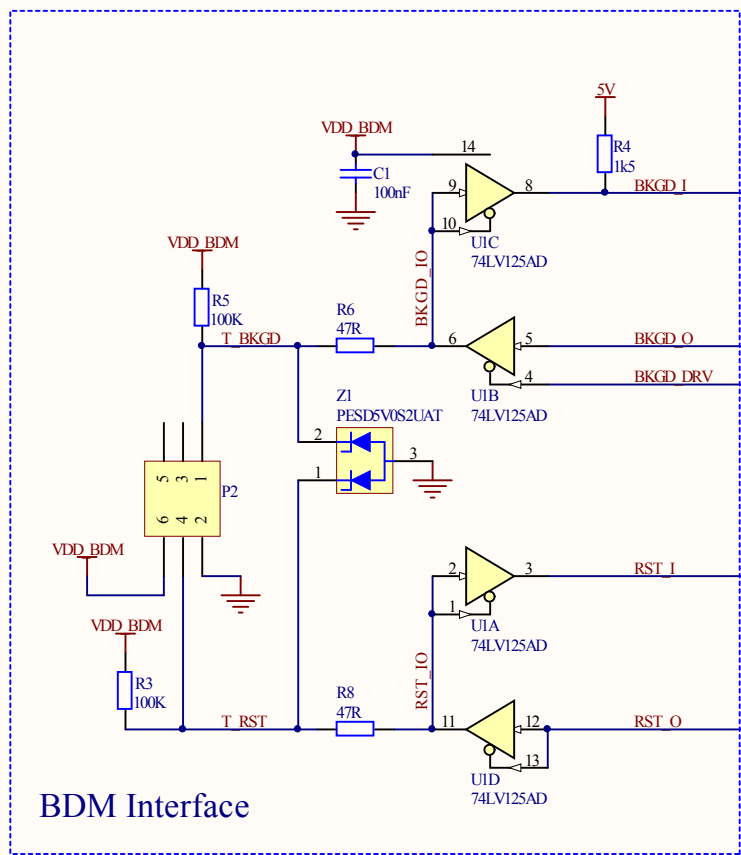 5V
VDD_BDM
14
R4
1k5
C1
100nF
9
8
BKGD_I
10
U1C
74LV125AD
VDD_BDM
BKGD_IO
R5
100K
R6
47R
T_BKGD
6
5
BKGD_O
4
BKGD_DRV
U1B
74LV125AD
Z1
PESD5V0S2UAT
2
3
1
5
3
1
P2
6
4
2
VDD_BDM
2
3
RST_I
1
U1A
74LV125AD
VDD_BDM
RST_IO
R3
100K
R8
47R
T_RST
11
12
RST_O
13
U1D
74LV125AD
BDM Interface